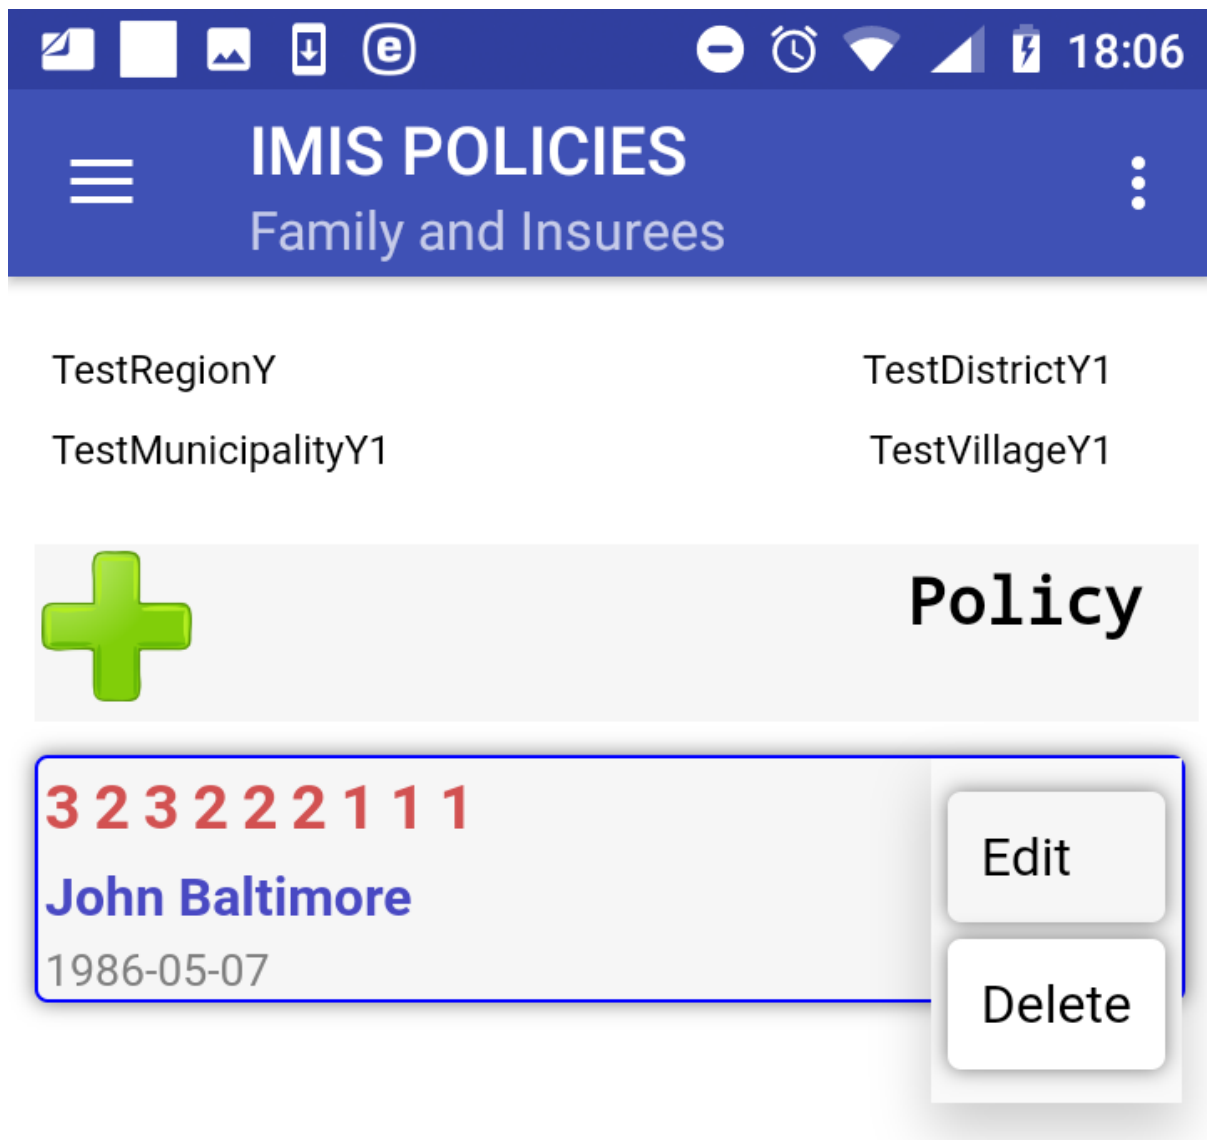 18:06
IMIS POLICIES
Family and Insurees
TestRegionY TestDistrictY1
TestMunicipalityY1 TestVillageY1
Policy
3 2 3 2 2 2 1 1 1
John Baltimore
1986-05-07
Edit
Delete